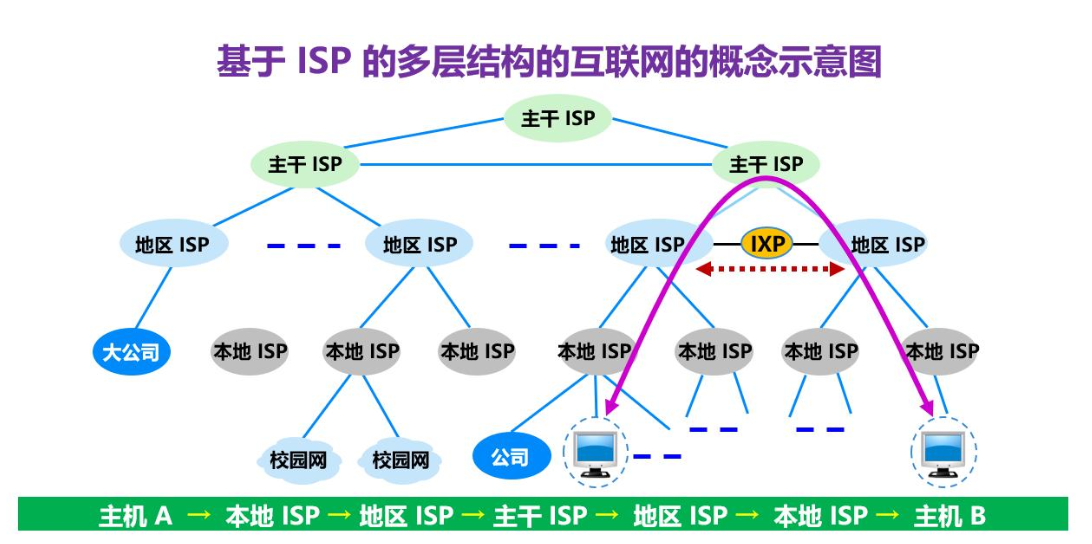 基于 ISP 的多层结构的互联网的概念示意图
主干 ISP
主干 ISP
主干 ISP
地区 ISP
地区 ISP
地区 ISP
IXP
地区 ISP
大公司
本地 ISP
本地 ISP
本地 ISP
本地 ISP
本地 ISP
本地 ISP
本地 ISP
校园网
校园网
公司
主机 A → 本地 ISP → 地区 ISP → 主干 ISP → 地区 ISP → 本地 ISP → 主机 B